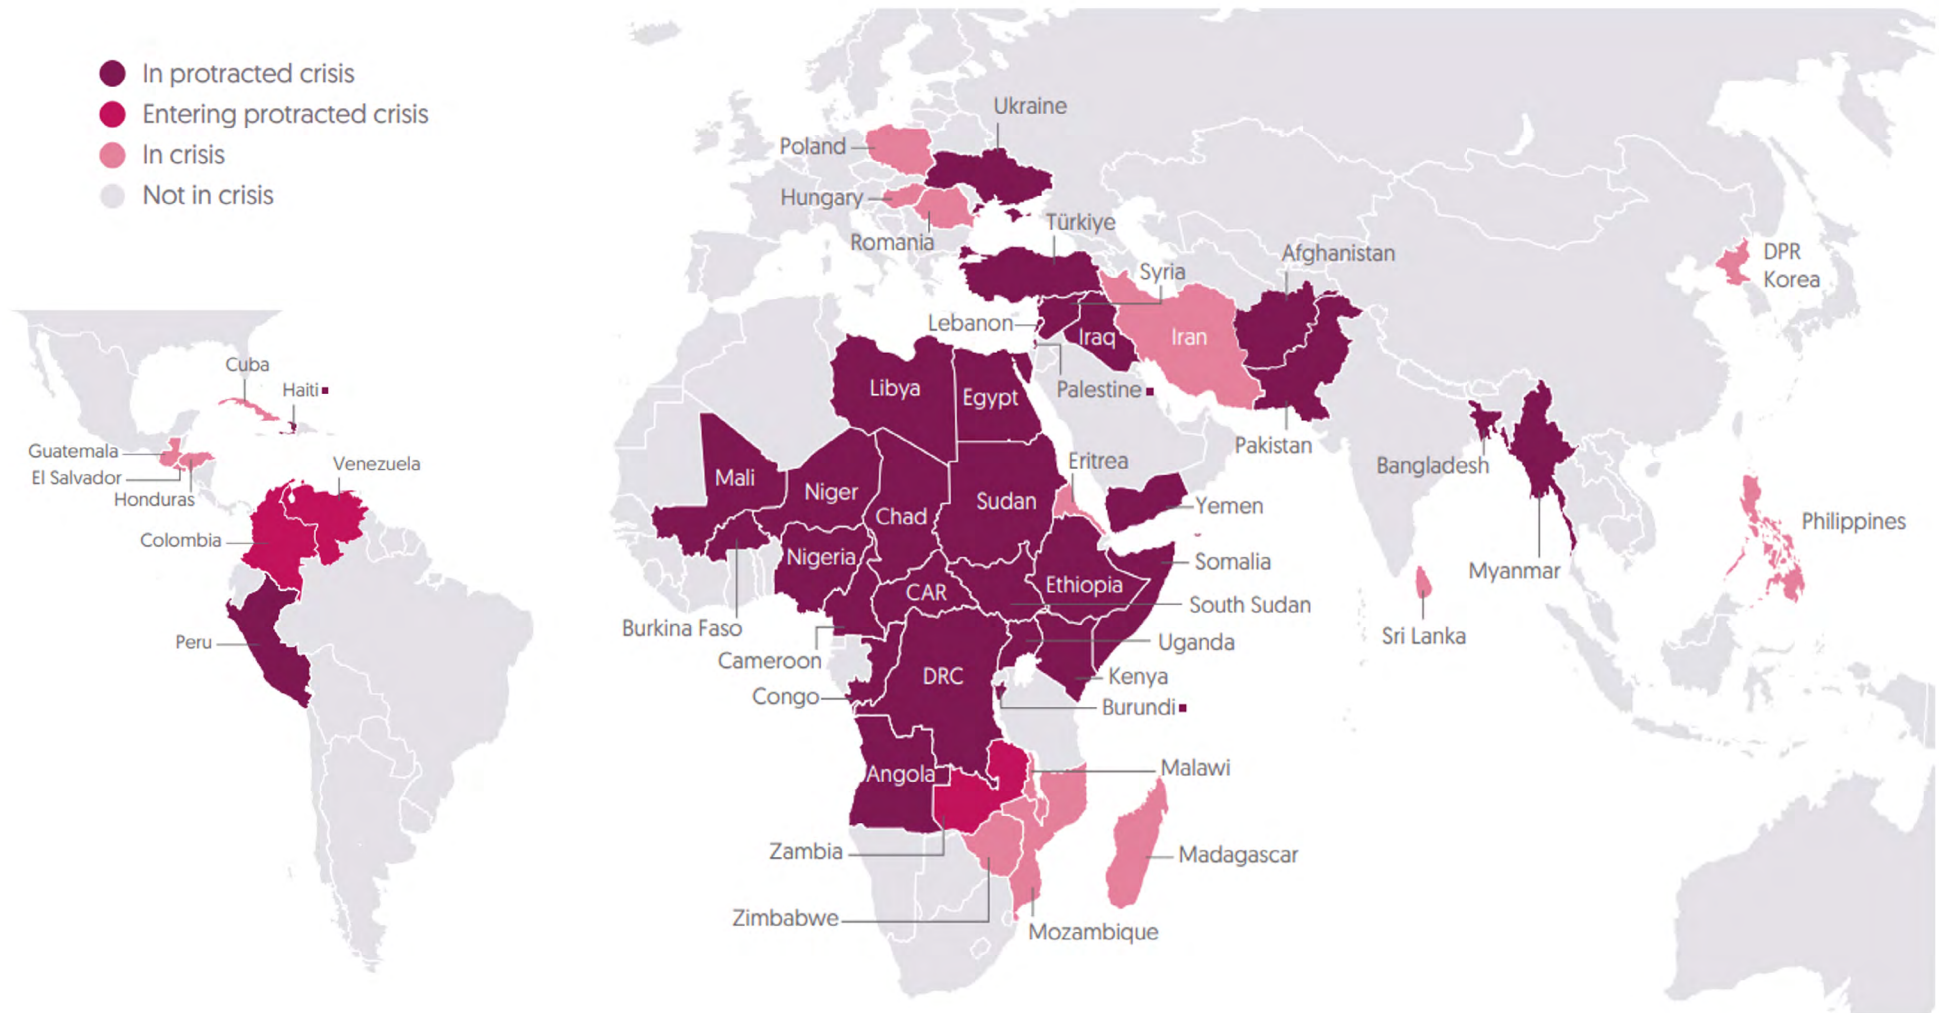 In protracted crisis
Entering protracted crisis
In crisis
Not in crisis
Ukraine
Poland
Hungary
Romania
Türkiye
Afghanistan
DPR
Korea
Syria
Lebanon
Iraq
Iran
Cuba
Haiti
Libya
Egypt
Palestine
Pakistan
Guatemala
El Salvador
Honduras
Venezuela
Colombia
Peru
Mali
Niger
Chad
Sudan
Eritrea
Yemen
Bangladesh
Myanmar
Philippines
Nigeria
CAR
Ethiopia
Somalia
South Sudan
Burkina Faso
Cameroon
Uganda
Sri Lanka
Congo
DRC
Kenya
Burundi
Angola
Malawi
Zambia
Madagascar
Zimbabwe
Mozambique